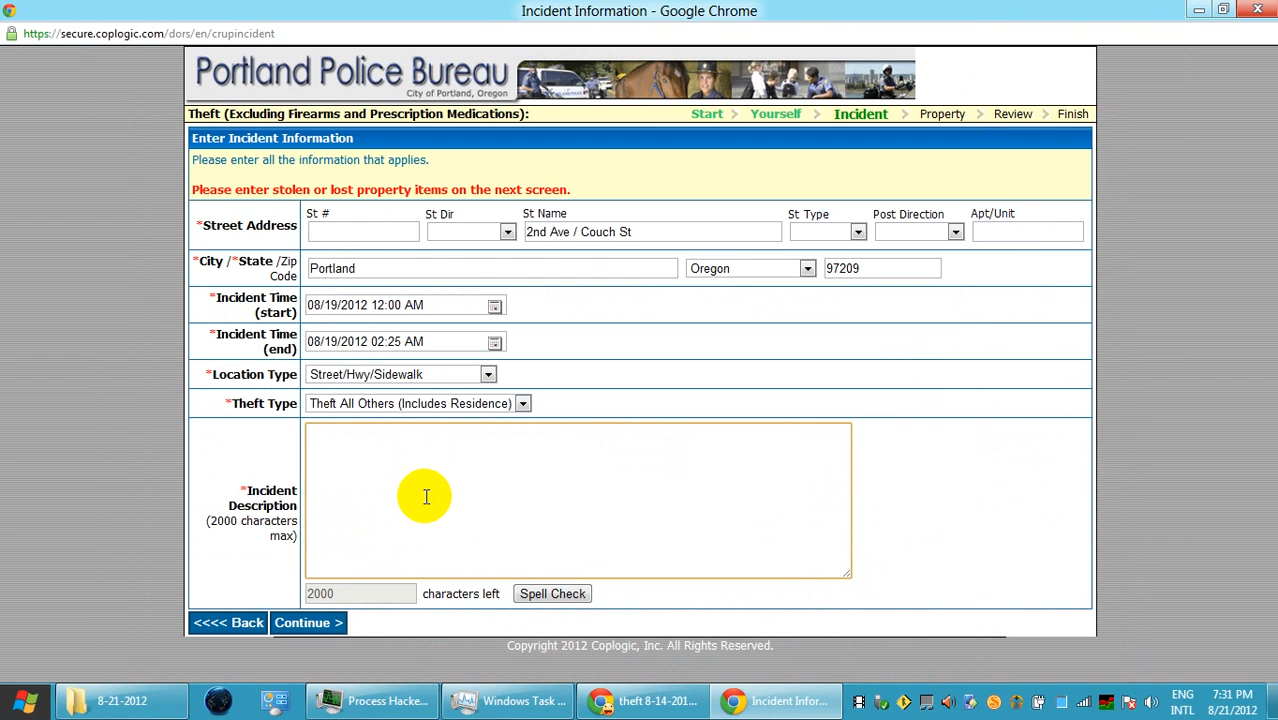 Incident Information - Google Chrome
https://secure.coplogic.com/dors/en/crupincident
Portland Police Bureau
City of Portland, Oregon
Theft (Excluding Firearms and Prescription Medications):
Start > Yourself > Incident > Property > Review > Finish
Enter Incident Information
Please enter all the information that applies.
Please enter stolen or lost property items on the next screen.
St # St Dir St Name St Type Post Direction Apt/Unit
*Street Address 2nd Ave / Couch St
*City /*State /Zip Code Portland Oregon 97209
*Incident Time (start) 08/19/2012 12:00 AM
*Incident Time (end) 08/19/2012 02:25 AM
*Location Type Street/Hwy/Sidewalk
*Theft Type Theft All Others (Includes Residence)
*Incident Description (2000 characters max)
2000 characters left Spell Check
<<<< Back Continue >
Copyright 2012 Coplogic, Inc. All Rights Reserved.
8-21-2012 Process Hacke... Windows Task ... theft 8-14-201... Incident Infor... ENG 7:31 PM
INTL 8/21/2012